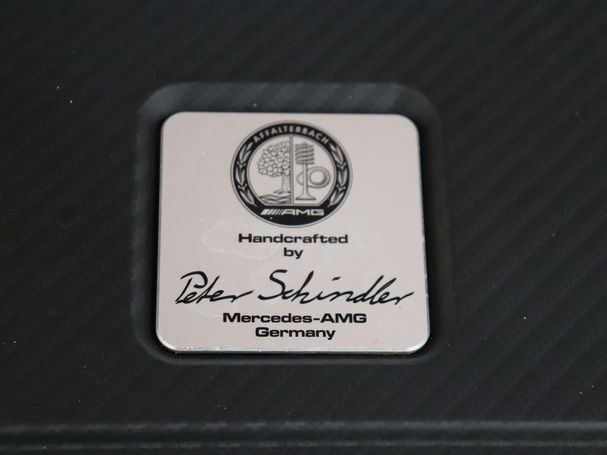 AFFALTERBACH
AMG
Handcrafted
by
Peter Schindler
Mercedes-AMG
Germany